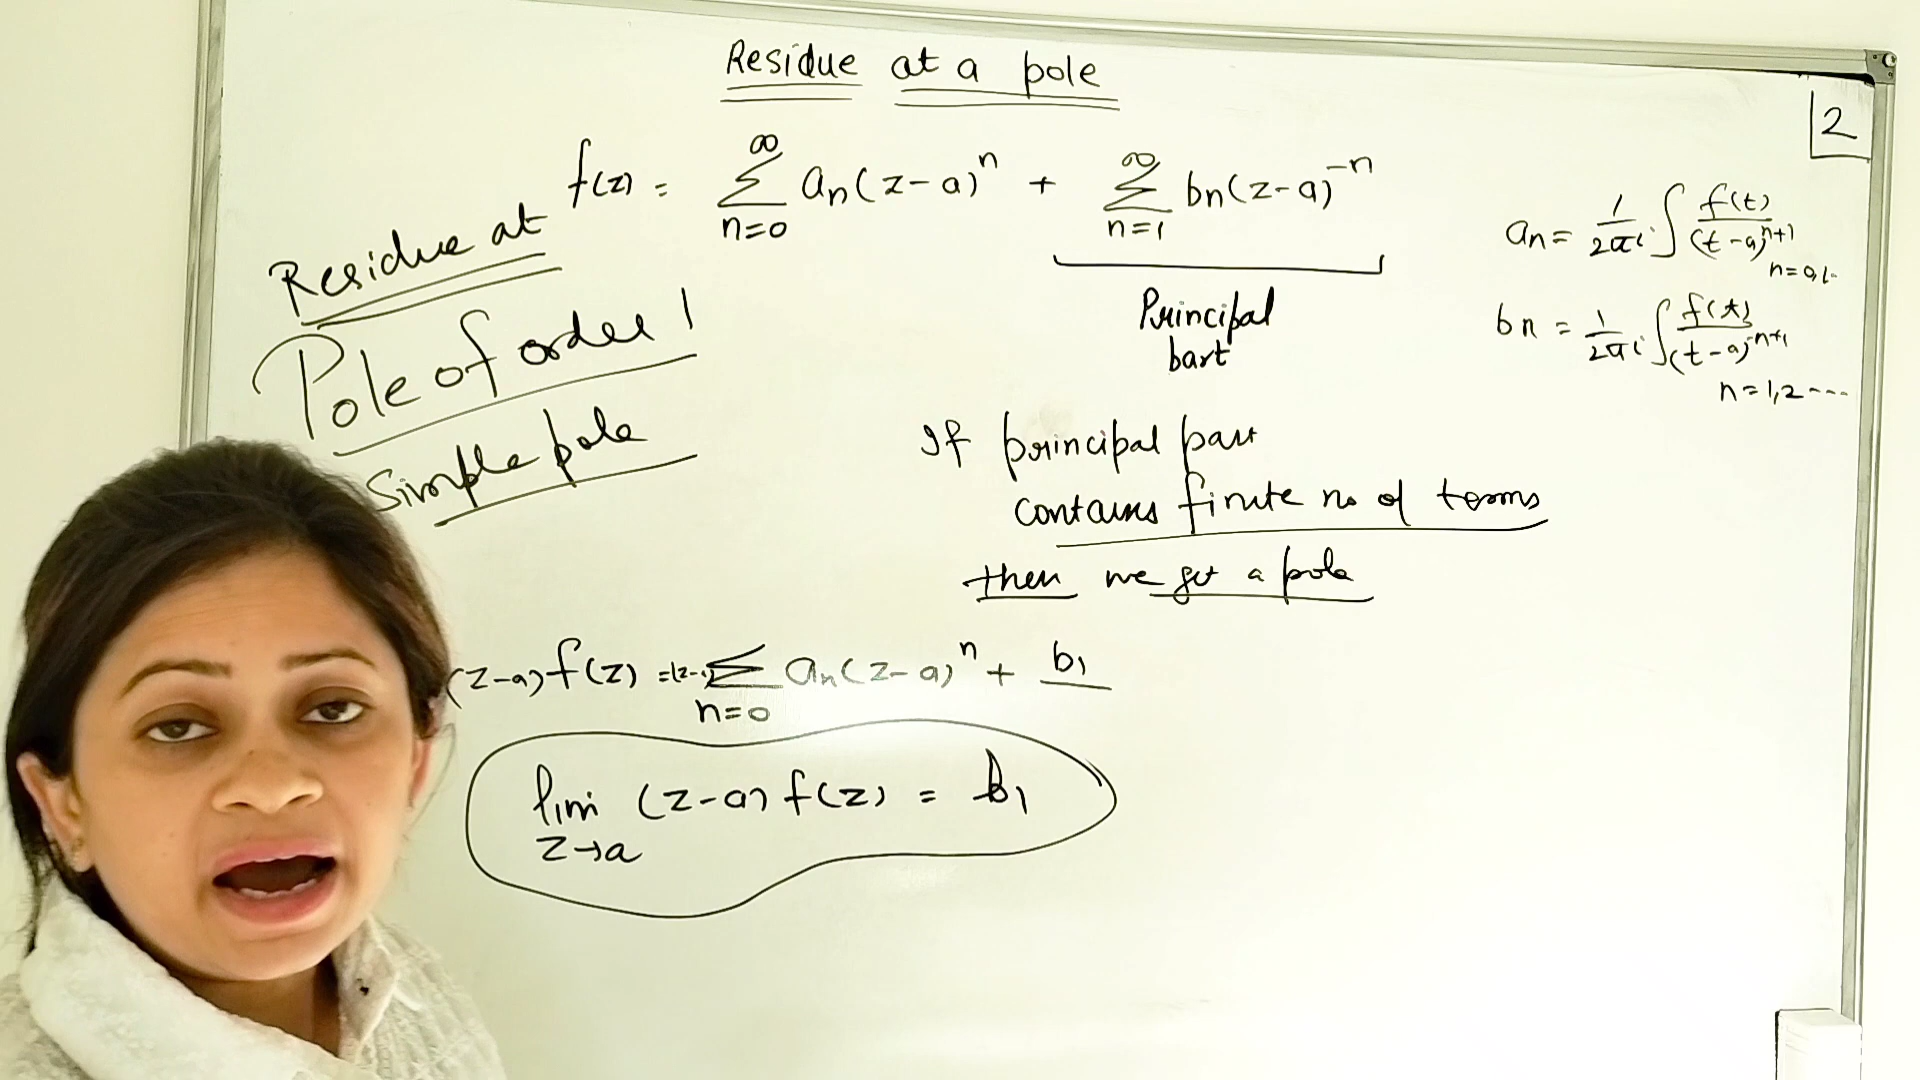 Residue at a pole
2
f(z) = ∞ Σ n=0 an(z-a)^n + ∞ Σ n=1 bn(z-a)^-n
Principal
part
an = 1/2πi ∫ f(t)/(t-a)^n+1
n=0,1-
bn = 1/2πi ∫ f(t)/(t-a)^-n+1
n=1,2----
Residue at
Pole of order 1
Simple pole
If principal part
contains finite no of terms
then we get a pole
(z-a)f(z) = Σ n=0 an(z-a)^n + b1
lim z→a (z-a) f(z) = b1